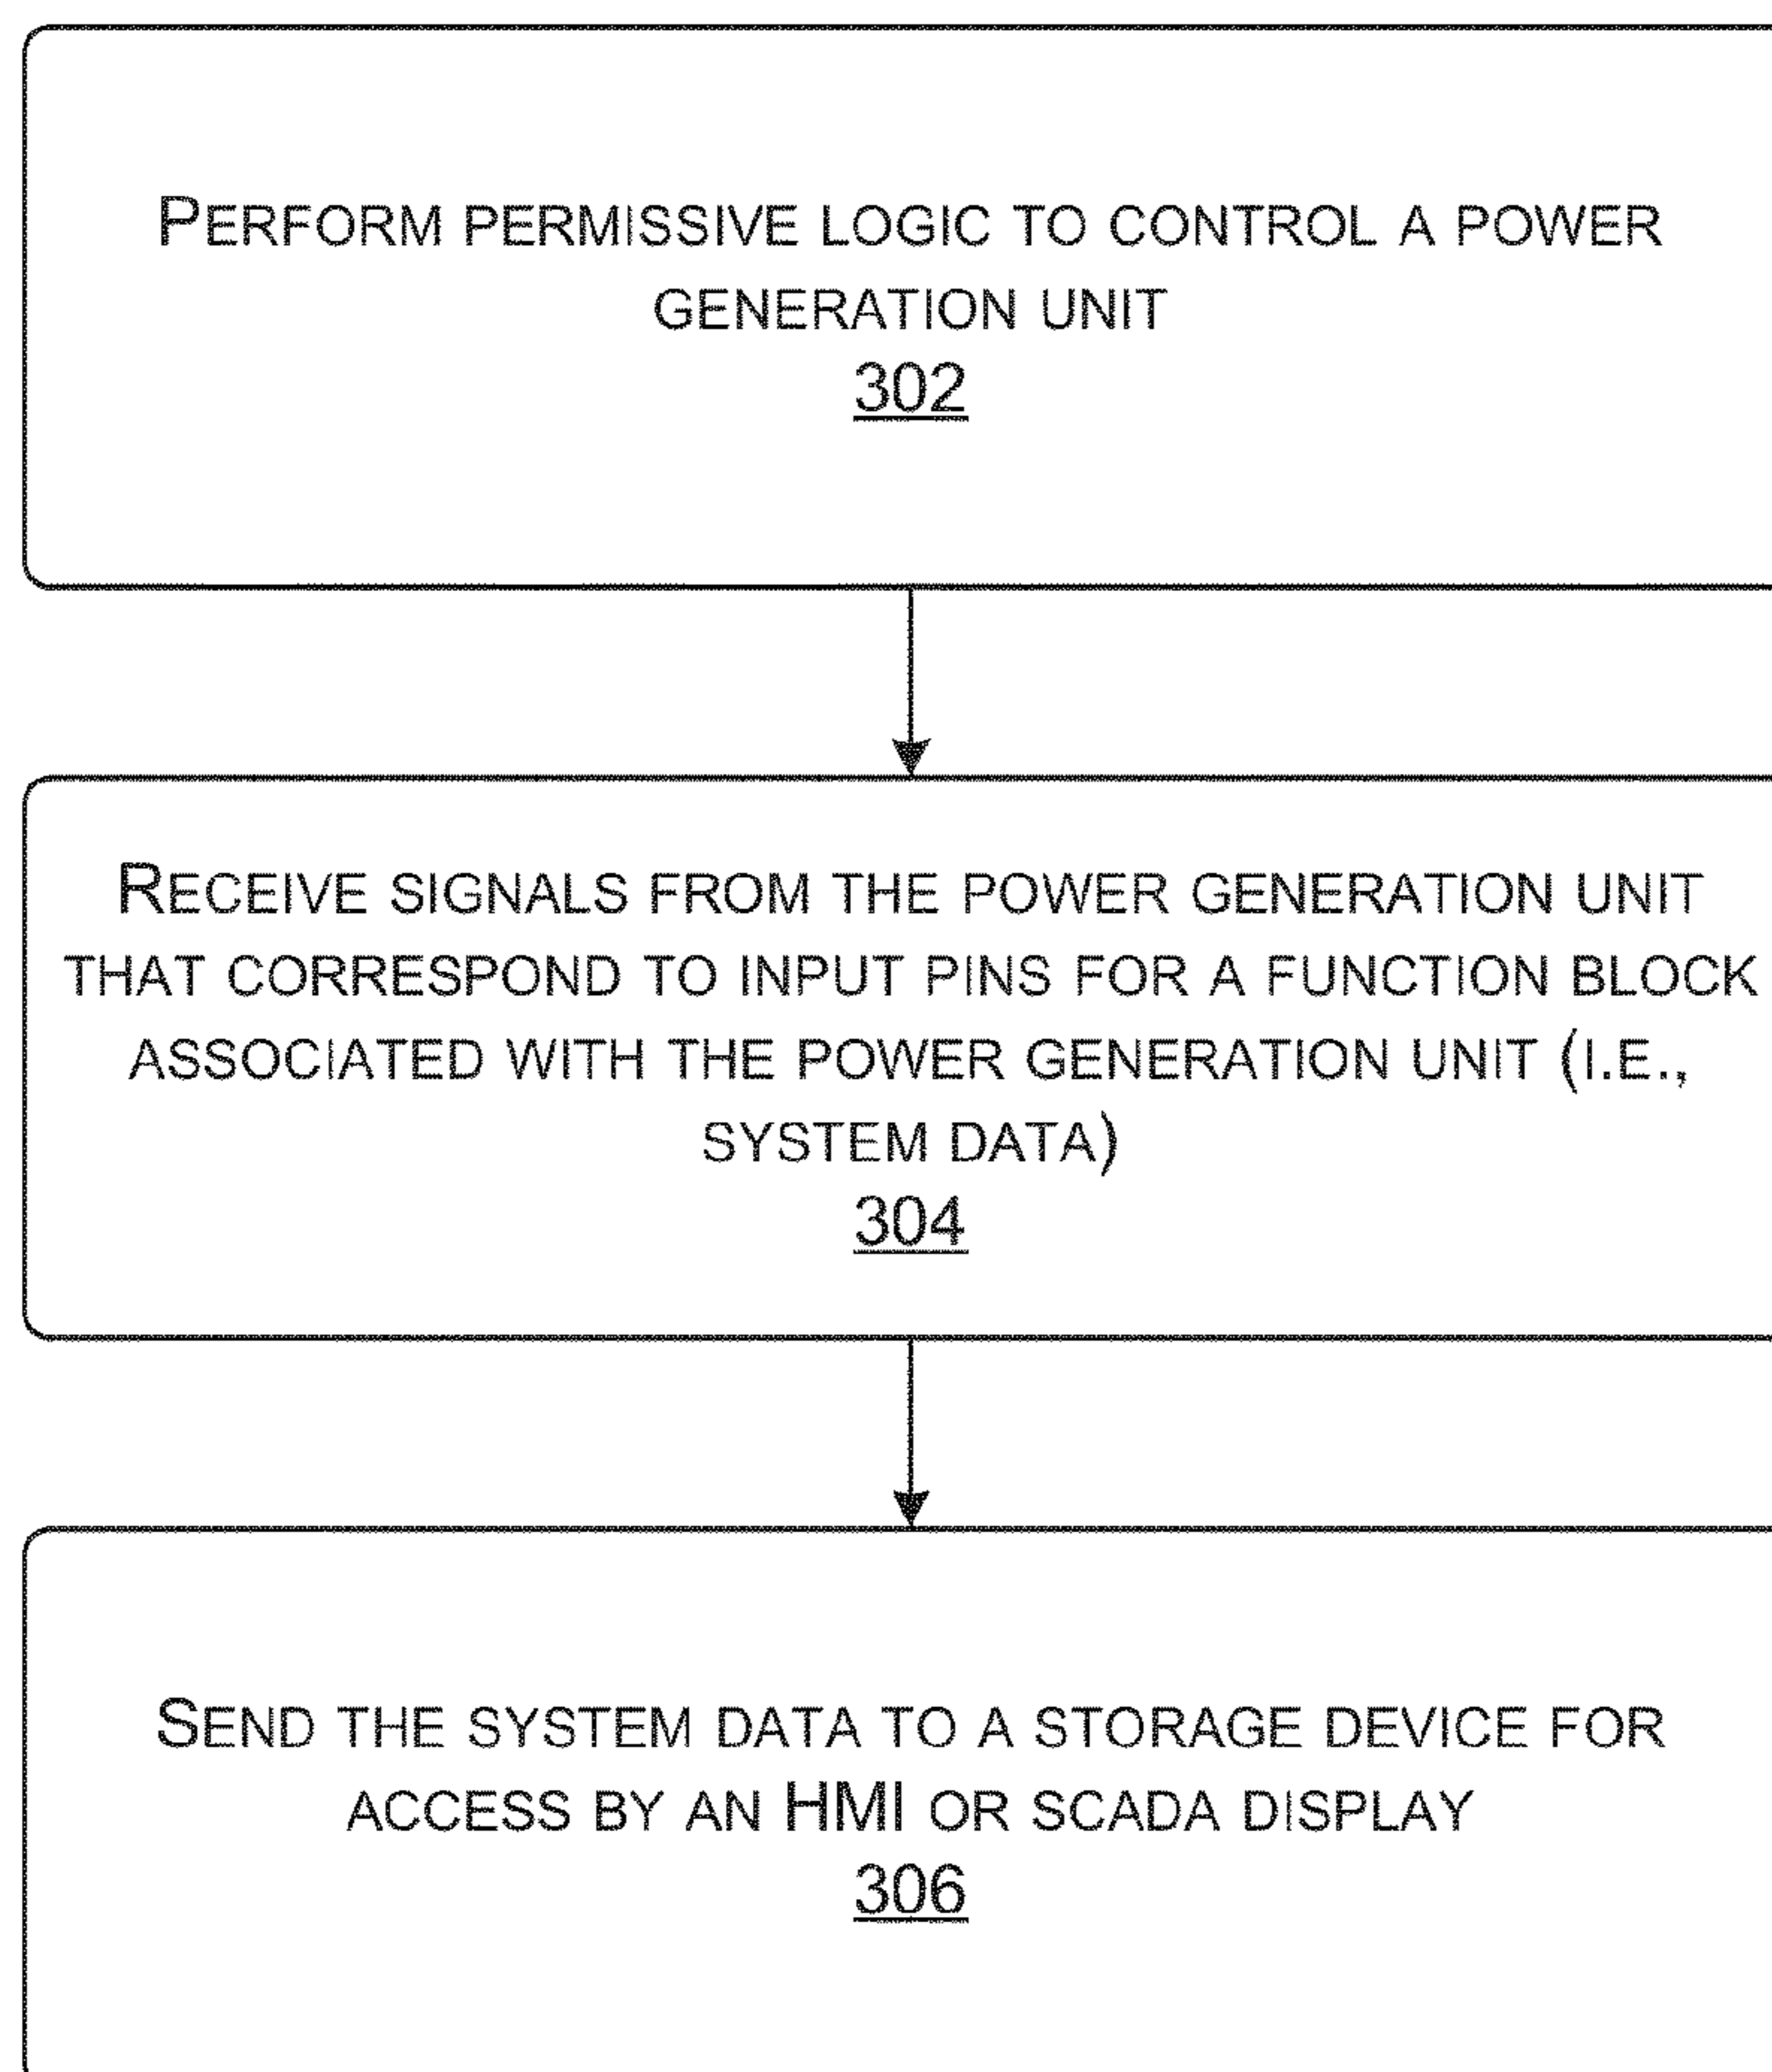 PERFORM PERMISSIVE LOGIC TO CONTROL A POWER
GENERATION UNIT
302
RECEIVE SIGNALS FROM THE POWER GENERATION UNIT
THAT CORRESPOND TO INPUT PINS FOR A FUNCTION BLOCK
ASSOCIATED WITH THE POWER GENERATION UNIT (I.E.,
SYSTEM DATA)
304
SEND THE SYSTEM DATA TO A STORAGE DEVICE FOR
ACCESS BY AN HMI OR SCADA DISPLAY
306